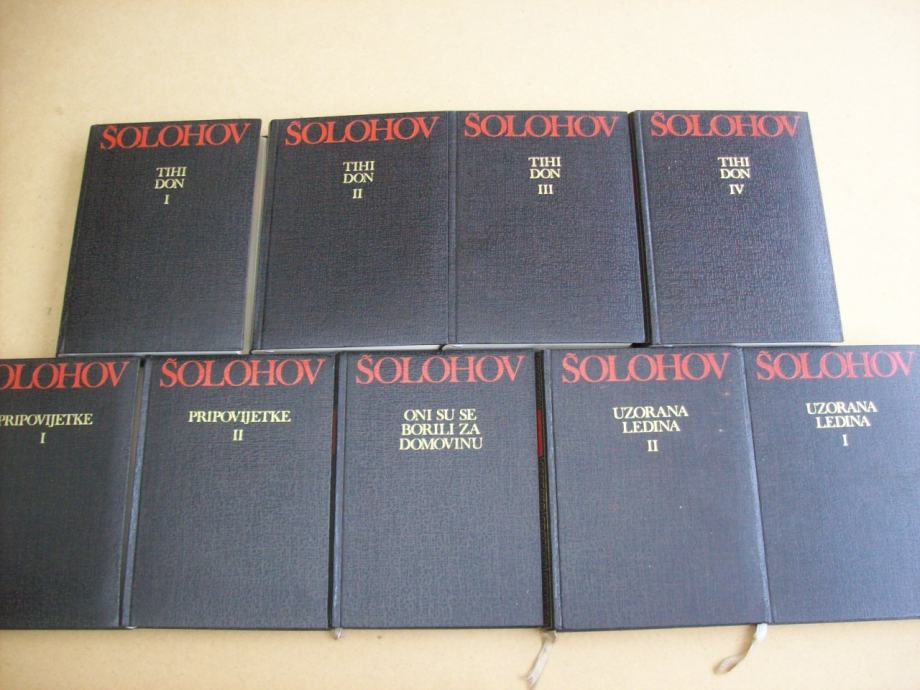 ŠOLOHOV
TIHI
DON
I
ŠOLOHOV
TIHI
DON
II
ŠOLOHOV
TIHI
DON
III
ŠOLOHOV
TIHI
DON
IV
OLOHOV
PRIPOVIJETKE
I
ŠOLOHOV
PRIPOVIJETKE
II
ŠOLOHOV
ONI SU SE
BORILI ZA
DOMOVINU
ŠOLOHOV
UZORANA
LEDINA
II
ŠOLOHOV
UZORANA
LEDINA
I